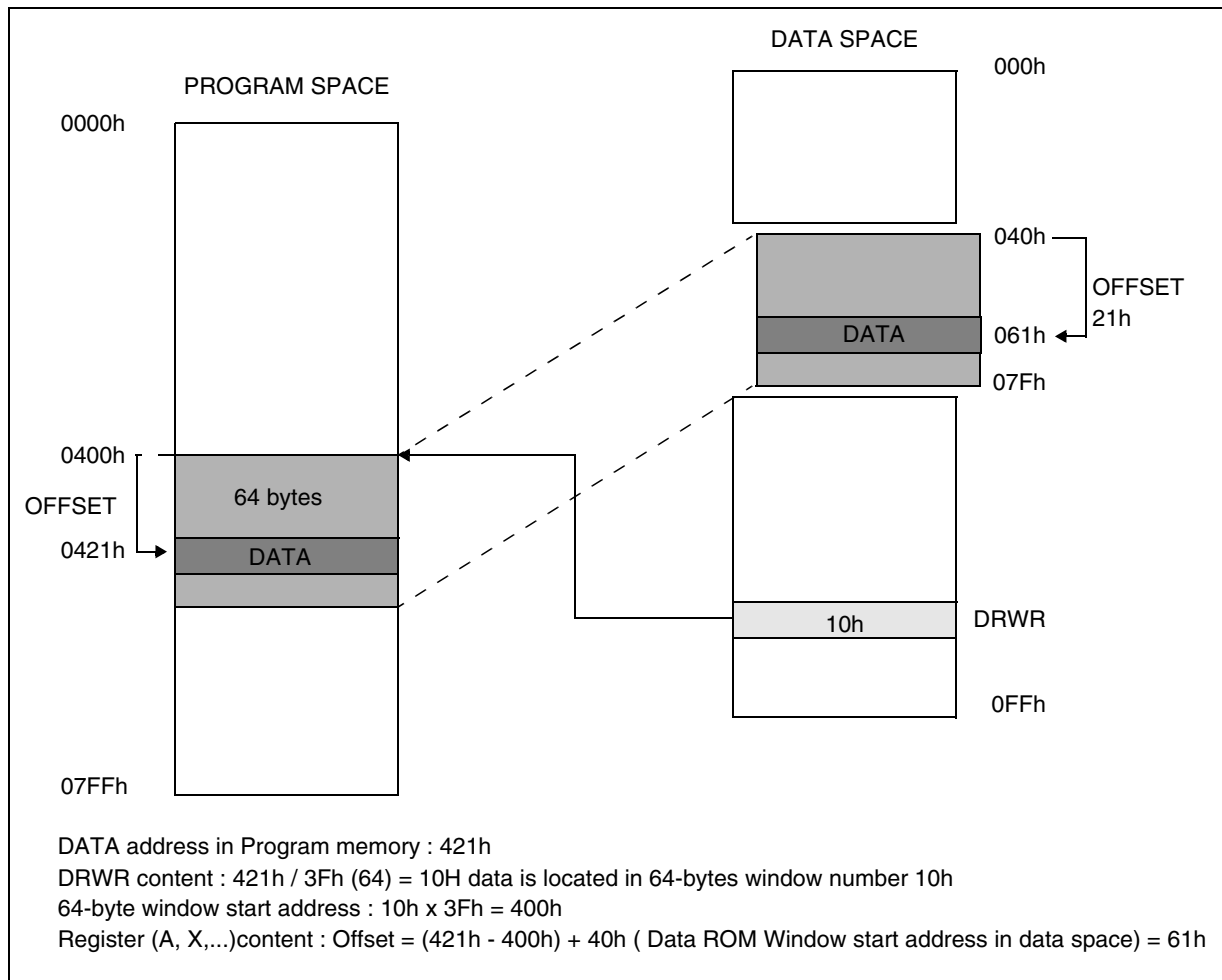 DATA SPACE
000h
PROGRAM SPACE
0000h
040h
OFFSET
21h
DATA
061h
07Fh
0400h
64 bytes
OFFSET
0421h
DATA
10h
DRWR
0FFh
07FFh
DATA address in Program memory : 421h
DRWR content : 421h / 3Fh (64) = 10H data is located in 64-bytes window number 10h
64-byte window start address : 10h x 3Fh = 400h
Register (A, X,...)content : Offset = (421h - 400h) + 40h ( Data ROM Window start address in data space) = 61h